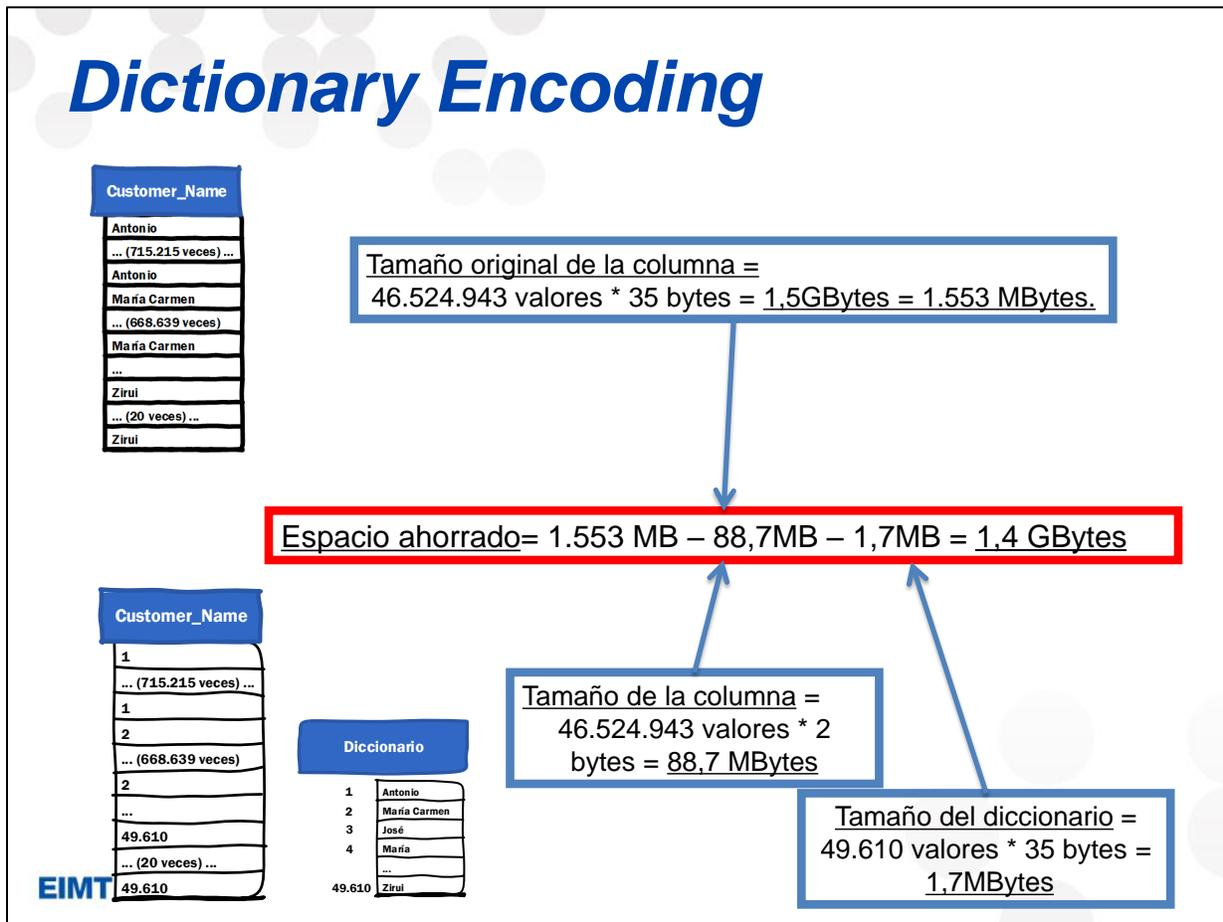 Dictionary Encoding
Customer_Name
Antonio
... (715.215 veces) ...
Antonio
María Carmen
... (668.639 veces)
María Carmen
...
Zirui
... (20 veces) ...
Zirui
Tamaño original de la columna =
46.524.943 valores * 35 bytes = 1,5GBytes = 1.553 MBytes.
Espacio ahorrado= 1.553 MB – 88,7MB – 1,7MB = 1,4 GBytes
Customer_Name
1
... (715.215 veces) ...
1
2
... (668.639 veces)
2
...
49.610
... (20 veces) ...
49.610
Diccionario
1 Antonio
2 María Carmen
3 José
4 María
...
49.610 Zirui
Tamaño de la columna =
46.524.943 valores * 2
bytes = 88,7 MBytes
Tamaño del diccionario =
49.610 valores * 35 bytes =
1,7MBytes
EIMT